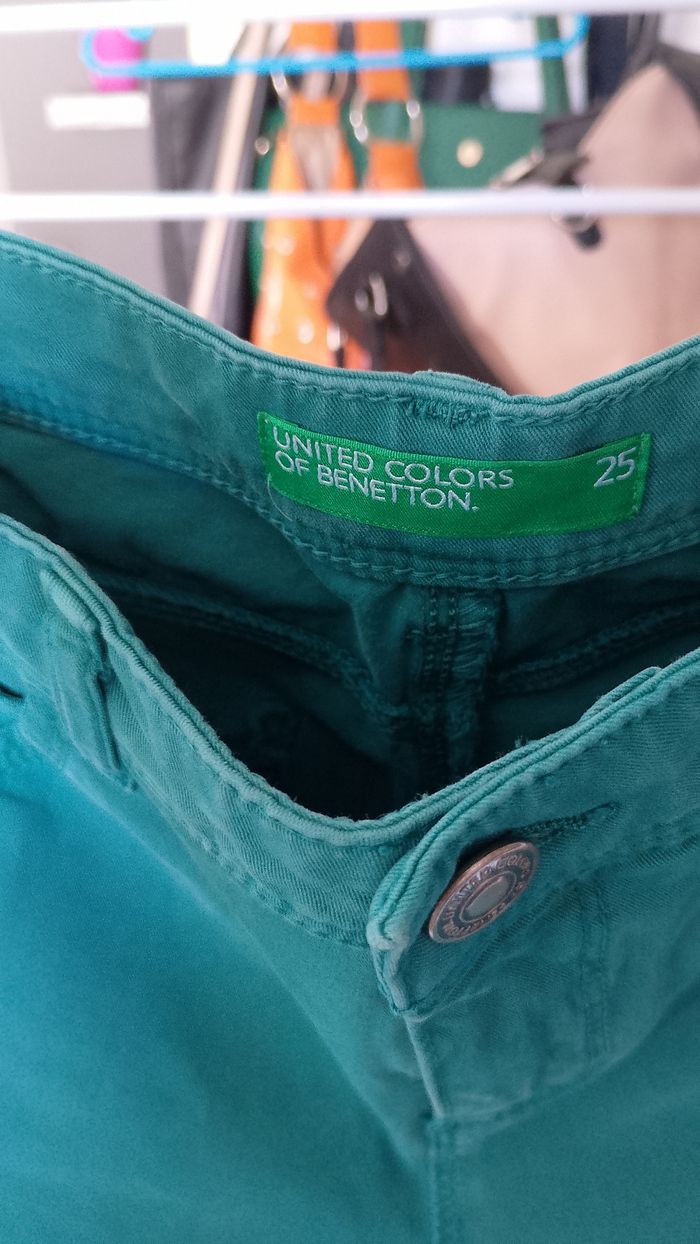 UNITED COLORS
OF BENETTON.
25